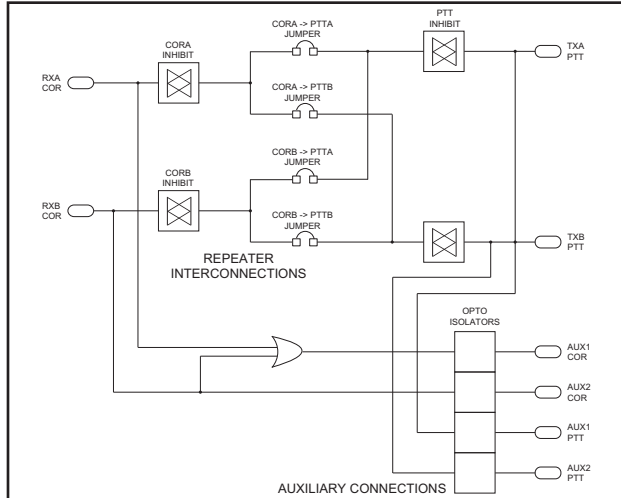 CORA -> PTTA
JUMPER
PTT
INHIBIT
TXA
PTT
CORA
INHIBIT
RXA
COR
CORA -> PTTB
JUMPER
CORB -> PTTA
JUMPER
CORB
INHIBIT
RXB
COR
CORB -> PTTB
JUMPER
TXB
PTT
REPEATER
INTERCONNECTIONS
OPTO
ISOLATORS
AUX1
COR
AUX2
COR
AUX1
PTT
AUX2
PTT
AUXILIARY CONNECTIONS